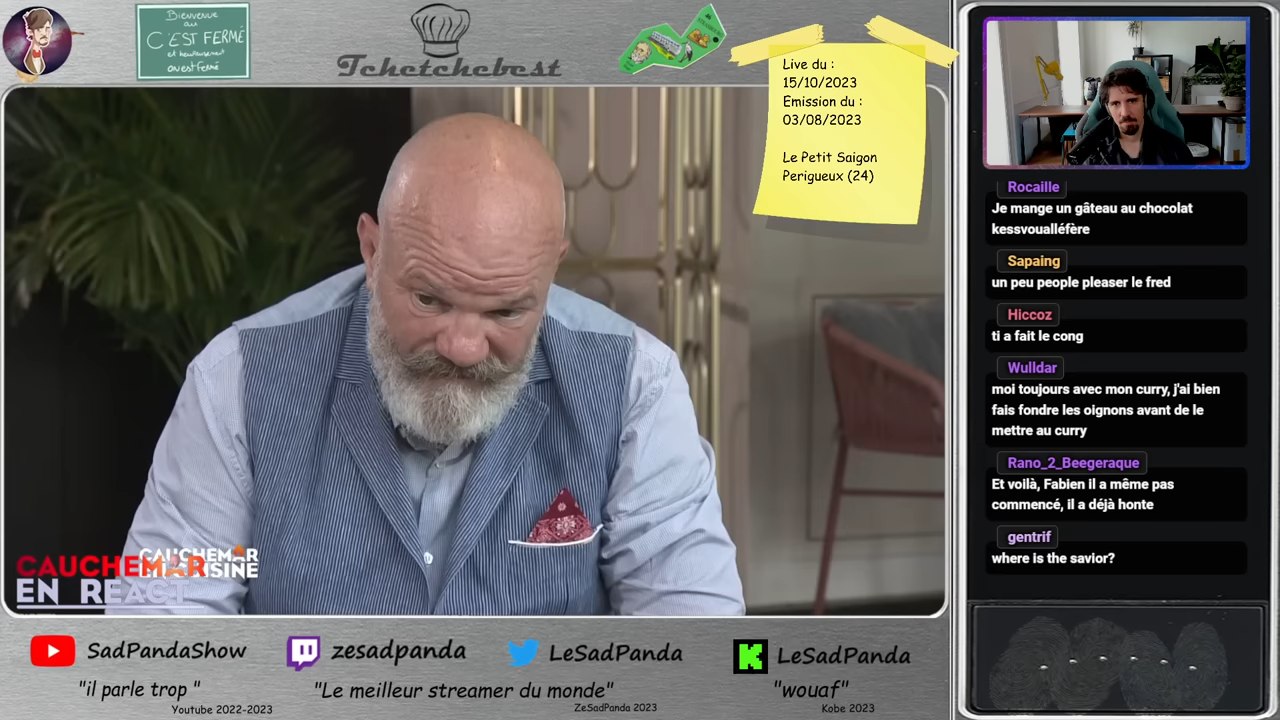 Bienvenue
au
C'EST FERMÉ
et heureusement
on est fermé
Tchetchebest
Live du :
15/10/2023
Emission du :
03/08/2023
Le Petit Saigon
Perigueux (24)
CAUCHEMAR
EN REACT
CAUCHEMAR
EN CUISINE
Rocaille
Je mange un gâteau au chocolat
kessvoualléfère
Sapaing
un peu people pleaser le fred
Hiccoz
ti a fait le cong
Wulldar
moi toujours avec mon curry, j'ai bien
fais fondre les oignons avant de le
mettre au curry
Rano_2_Beegeraque
Et voilà, Fabien il a même pas
commencé, il a déjà honte
gentrif
where is the savior?
SadPandaShow
"il parle trop "
Youtube 2022-2023
zesadpanda
"Le meilleur streamer du monde"
ZeSadPanda 2023
LeSadPanda
LeSadPanda
"wouaf"
Kobe 2023